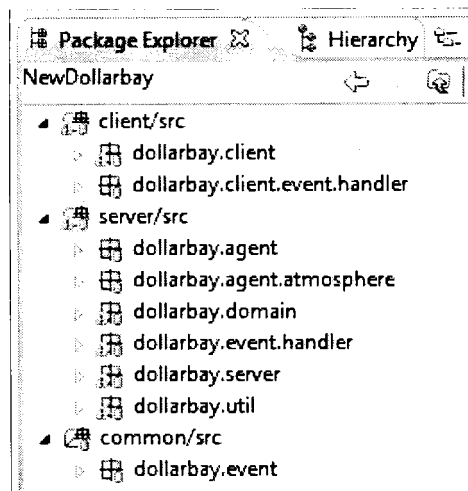 Package Explorer Hierarchy
NewDollarbay
client/src
dollarbay.client
dollarbay.client.event.handler
server/src
dollarbay.agent
dollarbay.agent.atmosphere
dollarbay.domain
dollarbay.event.handler
dollarbay.server
dollarbay.util
common/src
dollarbay.event